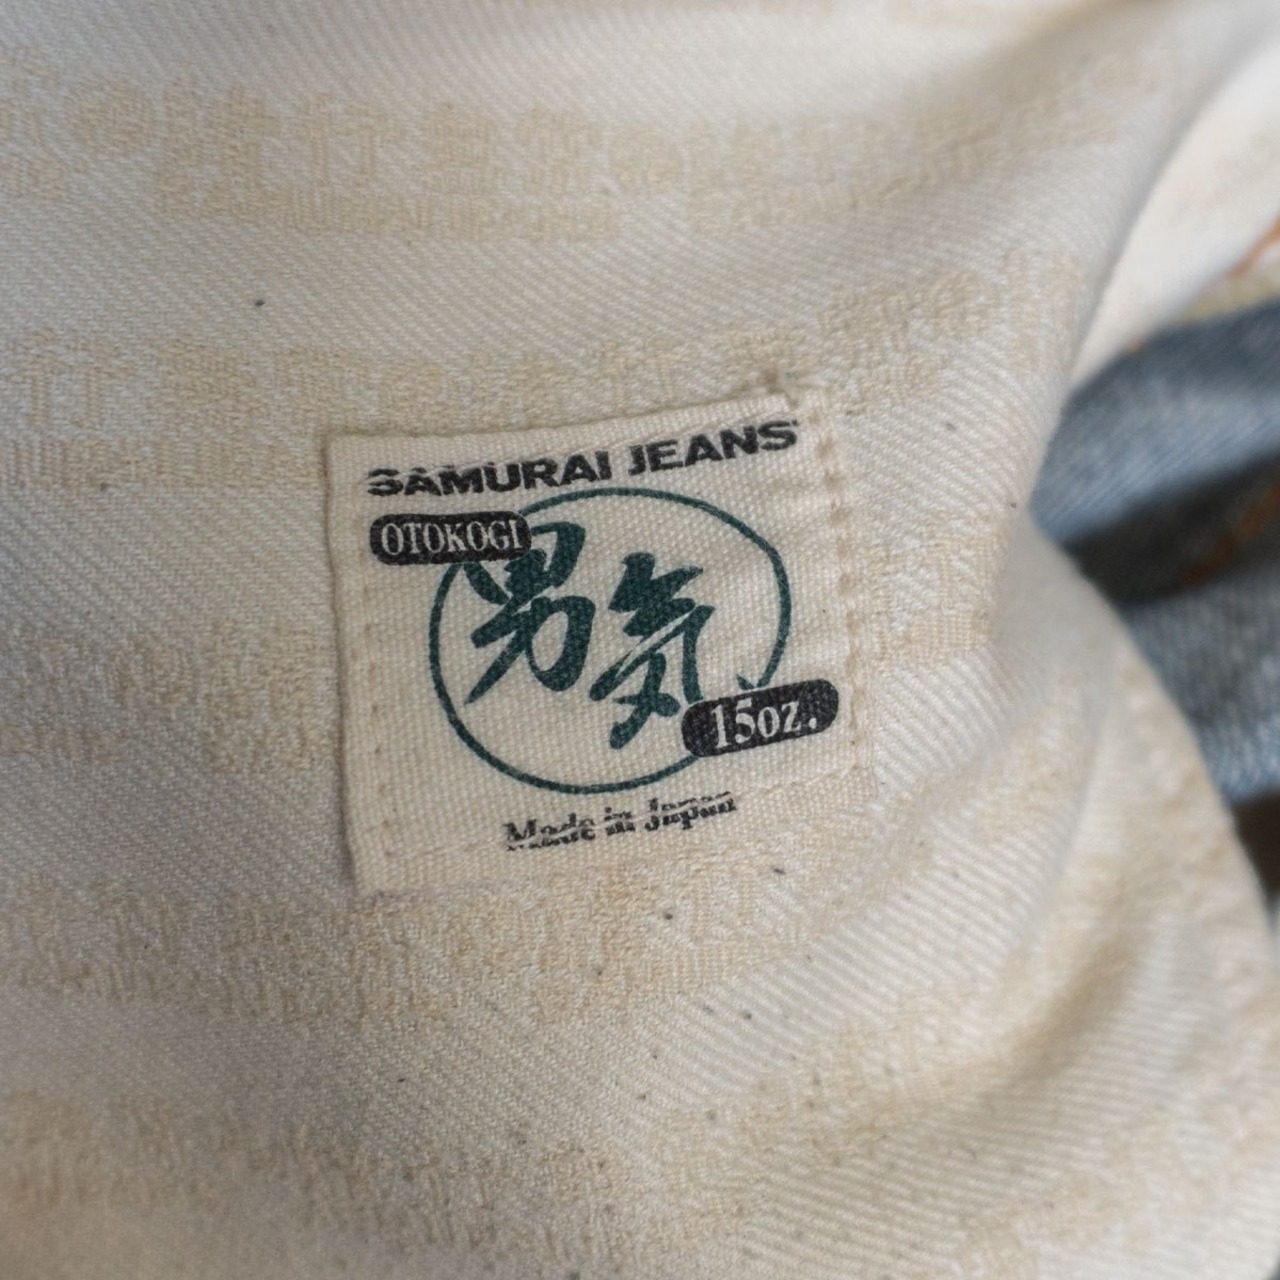 SAMURAI JEANS
OTOKOGI
男気
15oz.
Made in Japan